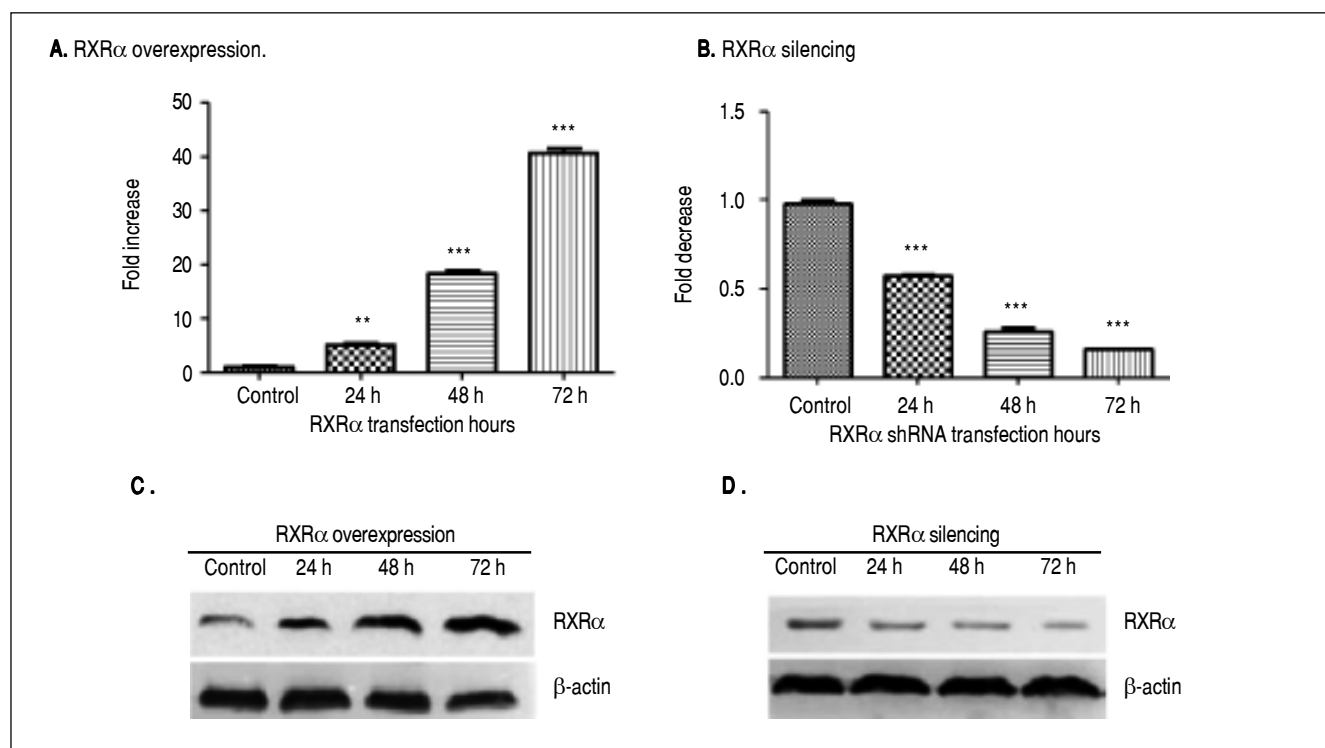 A. RXRα overexpression.
50
40
30
20
10
0
Fold increase
**
***
***
Control 24 h 48 h 72 h
RXRα transfection hours
B. RXRα silencing
1.5
1.0
0.5
0.0
Fold decrease
***
***
***
Control 24 h 48 h 72 h
RXRα shRNA transfection hours
C .
RXRα overexpression
Control 24 h 48 h 72 h
RXRα
β-actin
D .
RXRα silencing
Control 24 h 48 h 72 h
RXRα
β-actin